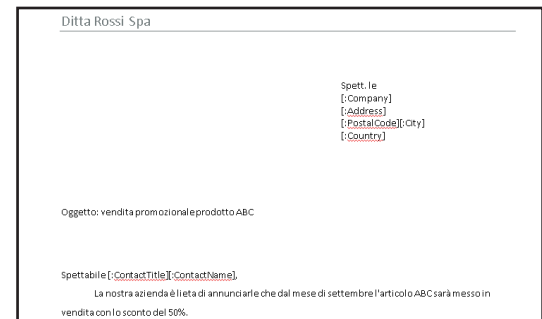 Ditta Rossi Spa
Spett. le
[:Company]
[:Address]
[:PostalCode][:City]
[:Country]
Oggetto: vendita promozionale prodotto ABC
Spettabile [:ContactTitle][:ContactName],
La nostra azienda è lieta di annunciarle che dal mese di settembre l'articolo ABC sarà messo in
vendita con lo sconto del 50%.